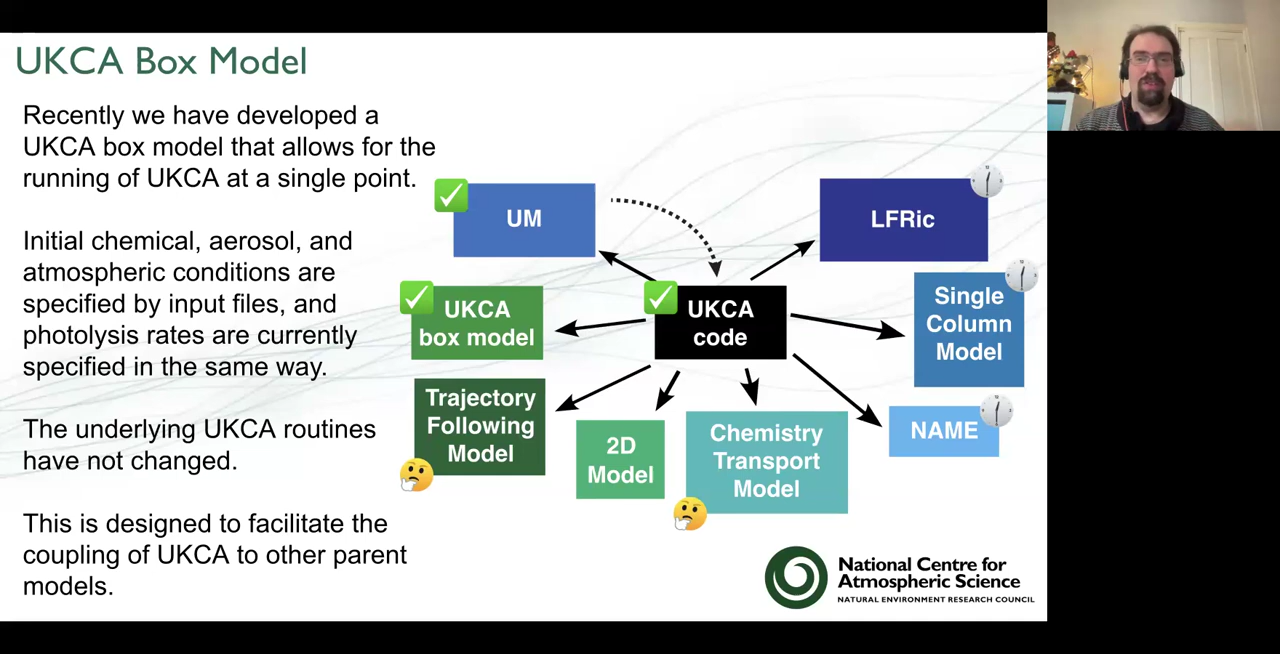 UKCA Box Model
Recently we have developed a
UKCA box model that allows for the
running of UKCA at a single point.
Initial chemical, aerosol, and
atmospheric conditions are
specified by input files, and
photolysis rates are currently
specified in the same way.
The underlying UKCA routines
have not changed.
This is designed to facilitate the
coupling of UKCA to other parent
models.
UM
LFRic
UKCA
box model
UKCA
code
Single
Column
Model
Trajectory
Following
Model
2D
Model
Chemistry
Transport
Model
NAME
National Centre for
Atmospheric Science
NATURAL ENVIRONMENT RESEARCH COUNCIL